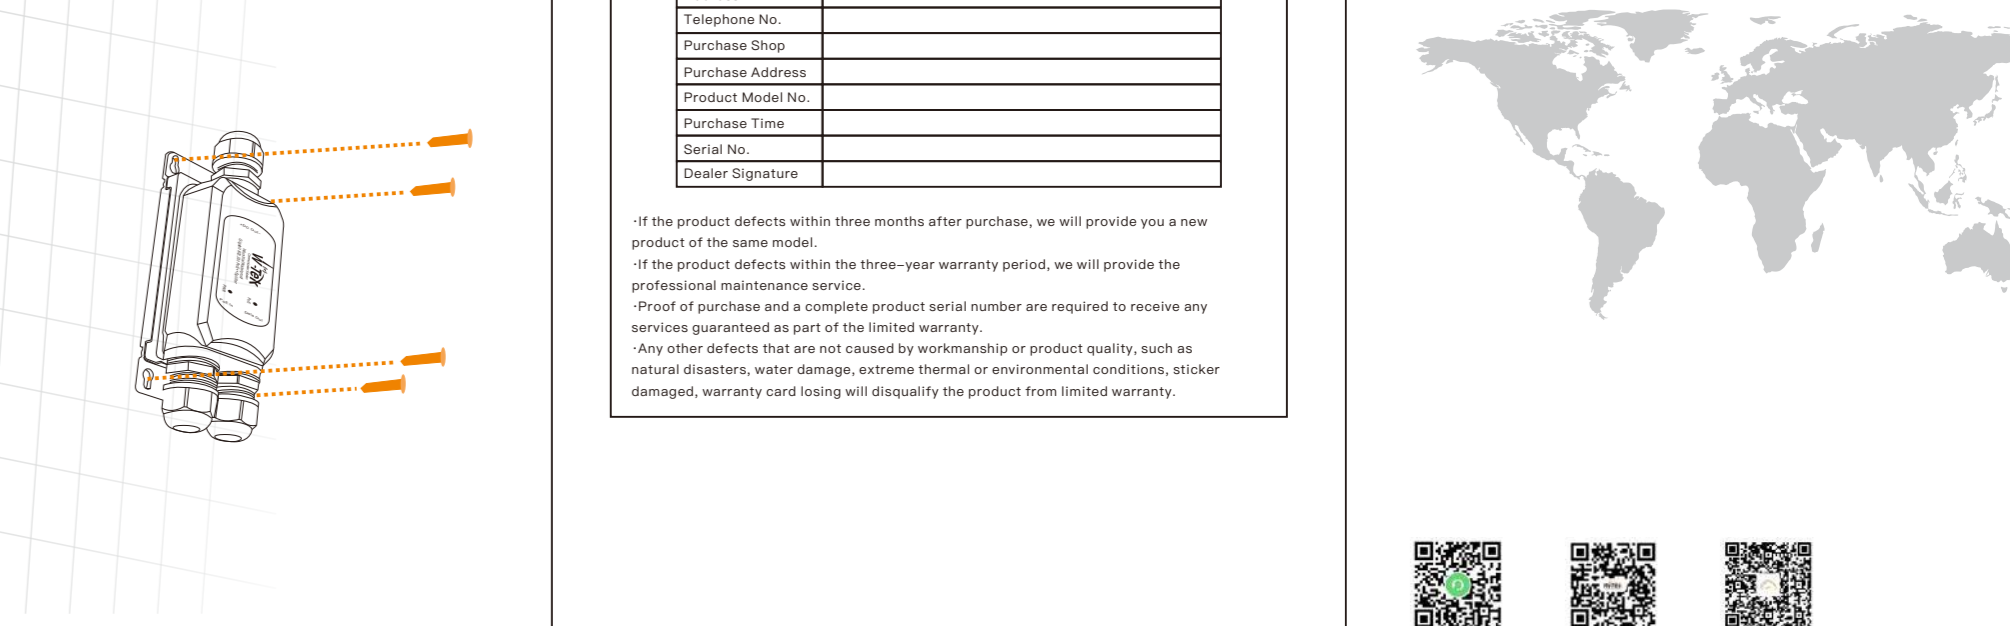 Telephone No.
Purchase Shop
Purchase Address
Product Model No.
Purchase Time
Serial No.
Dealer Signature
·If the product defects within three months after purchase, we will provide you a new
product of the same model.
·If the product defects within the three-year warranty period, we will provide the
professional maintenance service.
·Proof of purchase and a complete product serial number are required to receive any
services guaranteed as part of the limited warranty.
·Any other defects that are not caused by workmanship or product quality, such as
natural disasters, water damage, extreme thermal or environmental conditions, sticker
damaged, warranty card losing will disqualify the product from limited warranty.